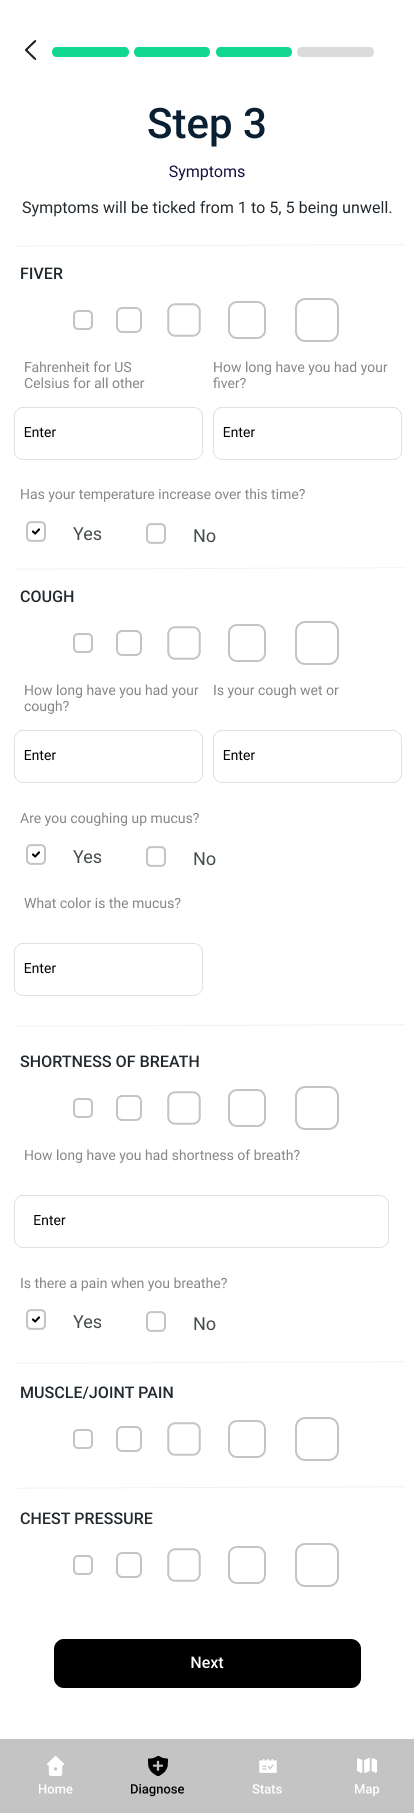 Step 3
Symptoms
Symptoms will be ticked from 1 to 5, 5 being unwell.
FIVER
Fahrenheit for US
Celsius for all other
How long have you had your
fiver?
Enter
Enter
Has your temperature increase over this time?
Yes
No
COUGH
How long have you had your
cough?
Is your cough wet or
Enter
Enter
Are you coughing up mucus?
Yes
No
What color is the mucus?
Enter
SHORTNESS OF BREATH
How long have you had shortness of breath?
Enter
Is there a pain when you breathe?
Yes
No
MUSCLE/JOINT PAIN
CHEST PRESSURE
Next
Home
Diagnose
Stats
Map